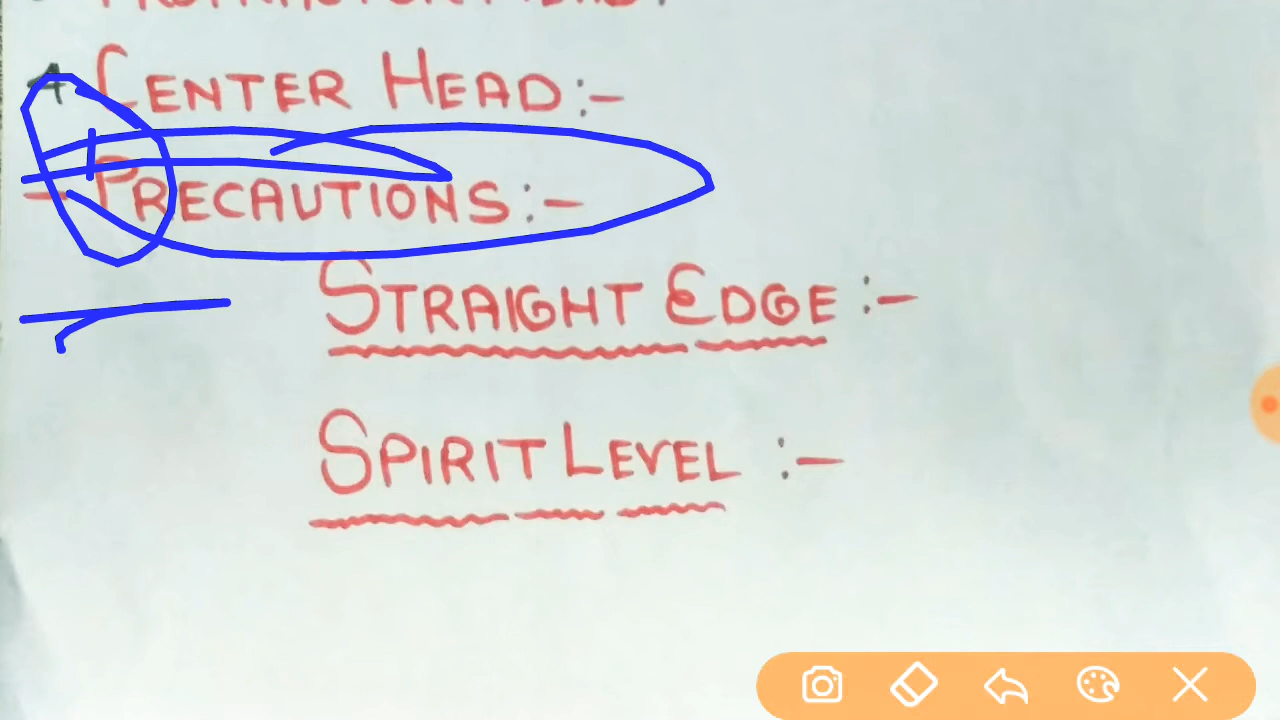 4 CENTER HEAD:-
- PRECAUTIONS:-
STRAIGHT EDGE:-
SPIRIT LEVEL :-